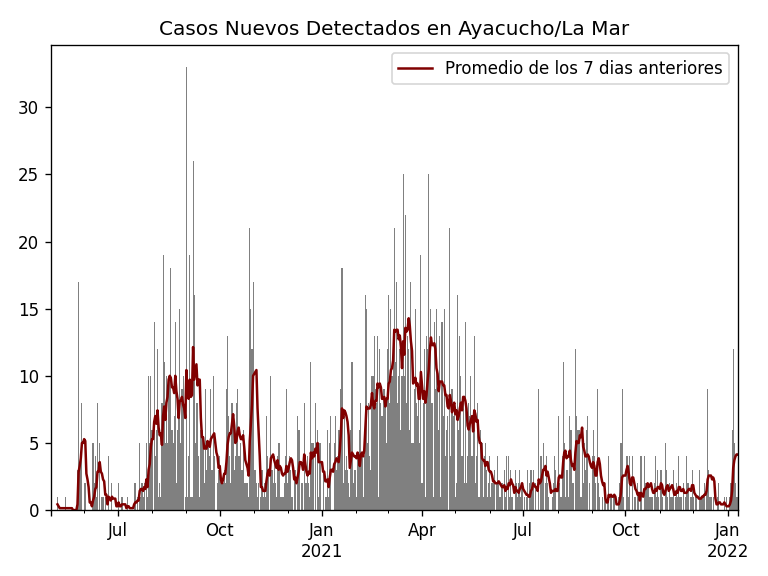 Casos Nuevos Detectados en Ayacucho/La Mar
Promedio de los 7 dias anteriores
30
25
20
15
10
5
0
Jul Oct Jan Apr Jul Oct Jan
2021 2022